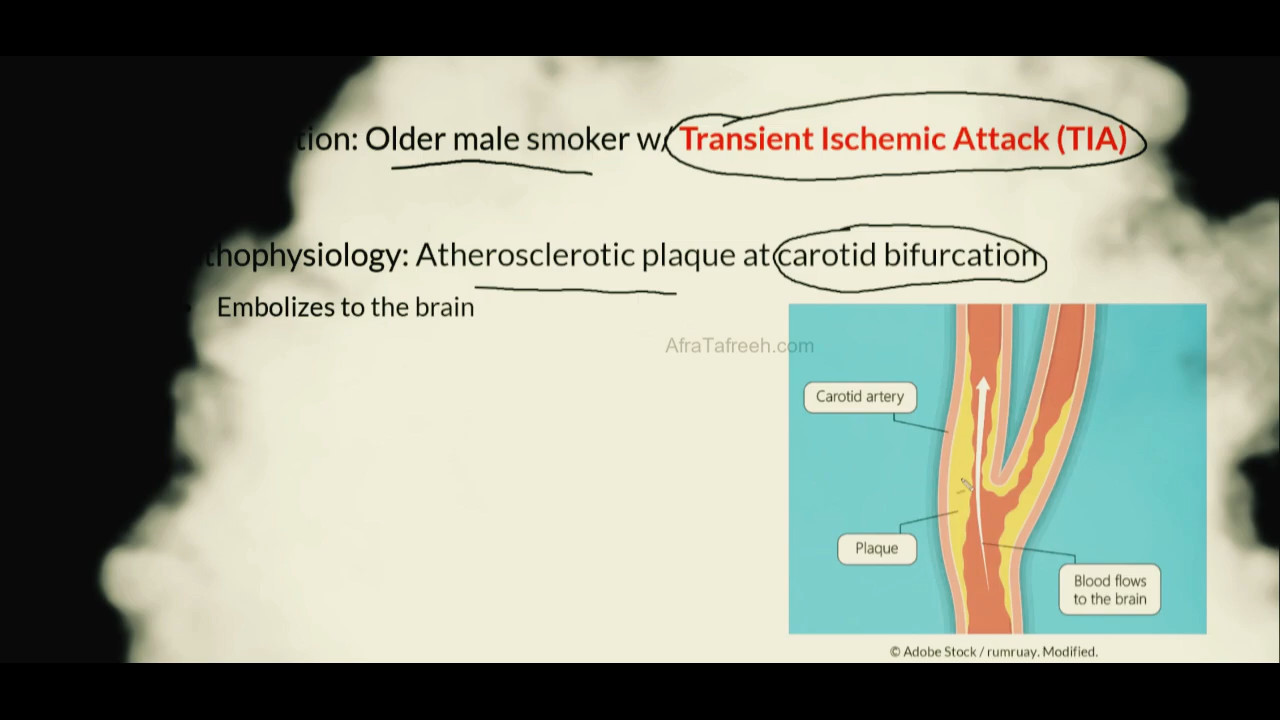 tion: Older male smoker w/ Transient Ischemic Attack (TIA)
thophysiology: Atherosclerotic plaque at carotid bifurcation
• Embolizes to the brain
AfraTafreeh.com
Carotid artery
Plaque
Blood flows
to the brain
© Adobe Stock / rumruay. Modified.